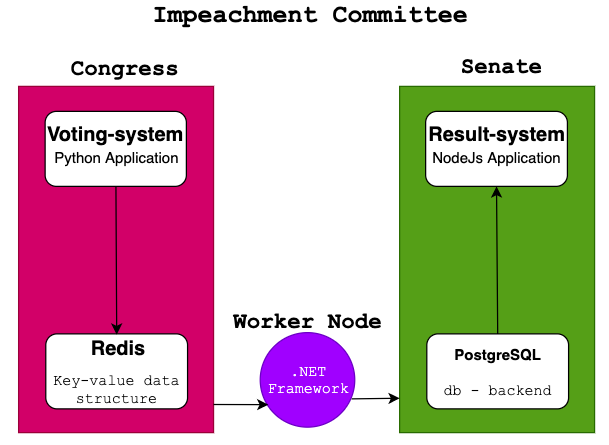 Impeachment Committee
Congress
Senate
Voting-system
Python Application
Result-system
NodeJs Application
Worker Node
Redis
Key-value data
structure
.NET
Framework
PostgreSQL
db - backend